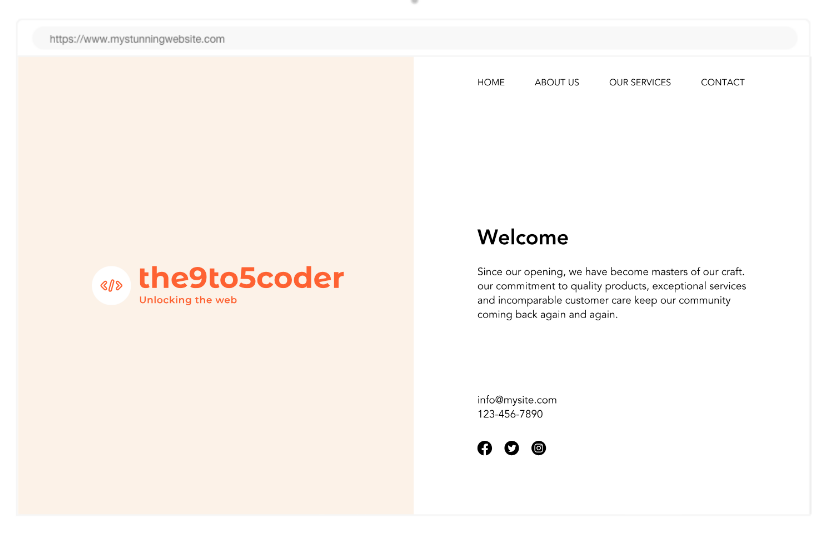 https://www.mystunningwebsite.com
HOME ABOUT US OUR SERVICES CONTACT
the9to5coder
Unlocking the web
Welcome
Since our opening, we have become masters of our craft.
our commitment to quality products, exceptional services
and incomparable customer care keep our community
coming back again and again.
info@mysite.com
123-456-7890